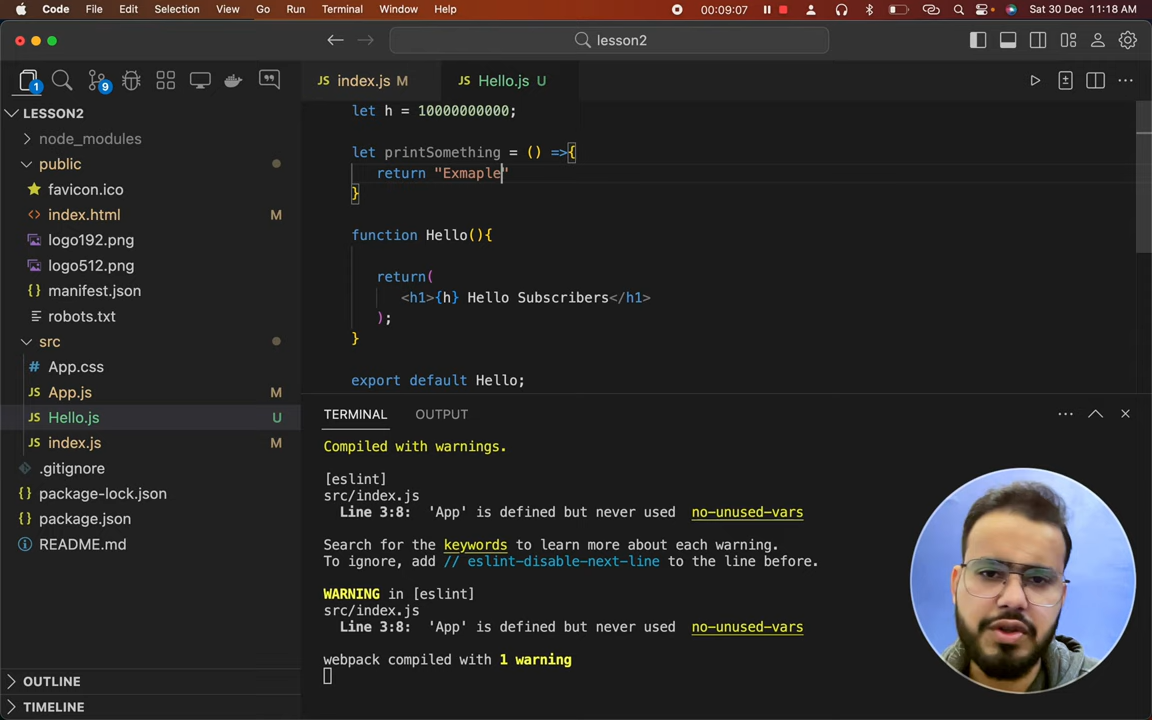 Code File Edit Selection View Go Run Terminal Window Help 00:09:07 Sat 30 Dec 11:18 AM
lesson2
1 9 index.js M Hello.js U
LESSON2
node_modules
public
favicon.ico
index.html M
logo192.png
logo512.png
manifest.json
robots.txt
src
App.css
App.js M
Hello.js U
index.js M
.gitignore
package-lock.json
package.json
README.md
OUTLINE
TIMELINE
let h = 10000000000;
let printSomething = () =>{
return "Exmaple"
}
function Hello(){
return(
<h1>{h} Hello Subscribers</h1>
);
}
export default Hello;
TERMINAL OUTPUT
Compiled with warnings.
[eslint]
src/index.js
Line 3:8: 'App' is defined but never used no-unused-vars
Search for the keywords to learn more about each warning.
To ignore, add // eslint-disable-next-line to the line before.
WARNING in [eslint]
src/index.js
Line 3:8: 'App' is defined but never used no-unused-vars
webpack compiled with 1 warning